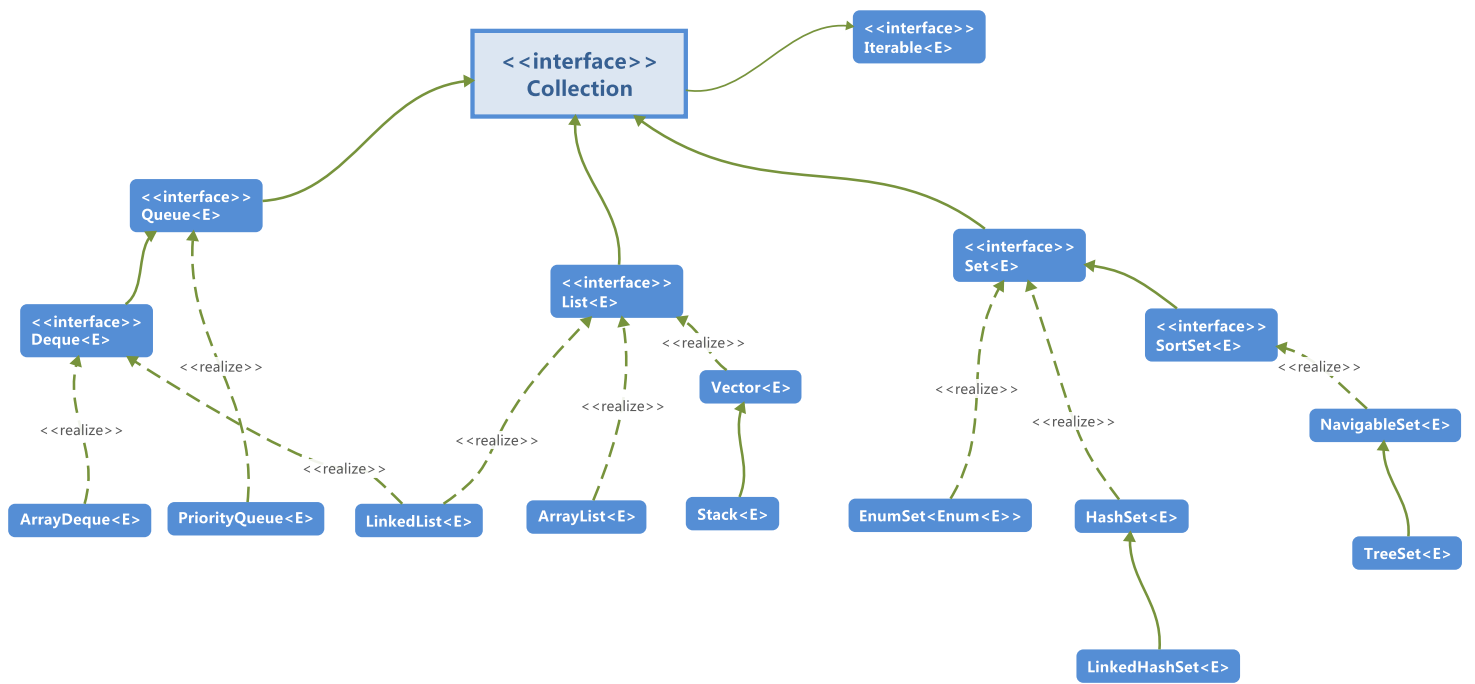 <<interface>>
Iterable<E>
<<interface>>
Collection
<<interface>>
Queue<E>
<<interface>>
Set<E>
<<interface>>
List<E>
<<interface>>
Deque<E>
<<interface>>
SortSet<E>
<<realize>>
<<realize>>
<<realize>>
Vector<E>
<<realize>>
<<realize>>
<<realize>>
NavigableSet<E>
<<realize>>
<<realize>>
<<realize>>
ArrayDeque<E>
PriorityQueue<E>
LinkedList<E>
ArrayList<E>
Stack<E>
EnumSet<Enum<E>>
HashSet<E>
TreeSet<E>
LinkedHashSet<E>